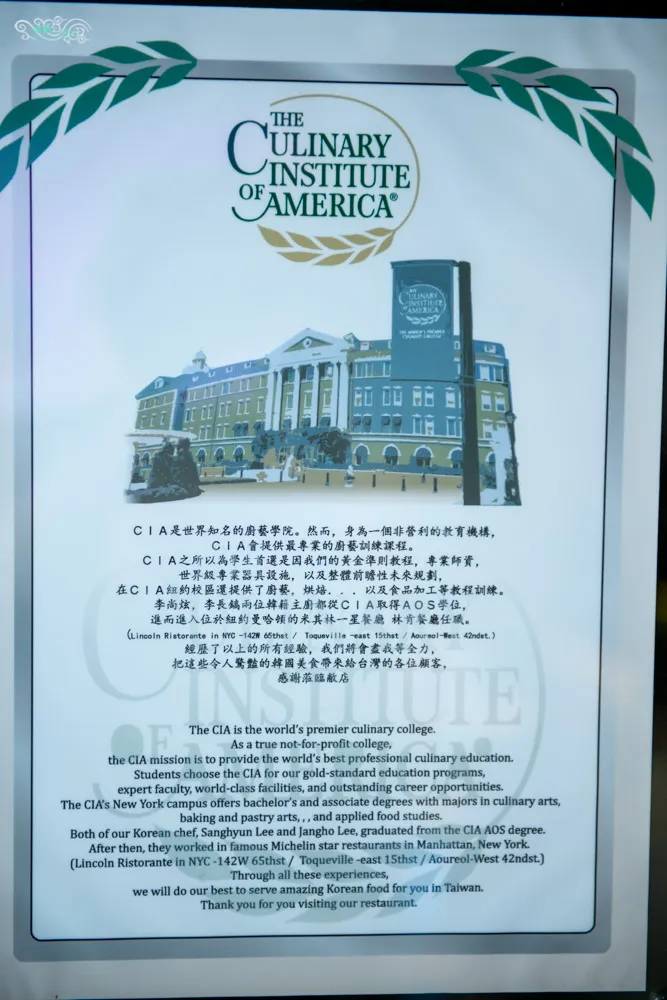 THE
CULINARY
INSTITUTE
OF AMERICA®
THE
CULINARY
INSTITUTE
OF AMERICA
THE WORLD'S PREMIER
CULINARY COLLEGE
CIA是世界知名的廚藝學院。然而，身為一個非營利的教育機構，
CIA會提供最專業的廚藝訓練課程。
CIA之所以為學生首選是因我們的黃金準則教程，專業師資，
世界級專業器具設施，以及整體前瞻性未來規劃，
在CIA紐約校區還提供了廚藝，烘焙... 以及食品加工等教程訓練。
李尚炫，李長鎬兩位韓籍主廚都從CIA取得AOS學位，
進而進入位於紐約曼哈頓的米其林一星餐廳 林肯餐廳任職。
(Lincoln Ristorante in NYC -142W 65thst / Toqueville -east 15thst / Aoureol-West 42ndst.)
經歷了以上的所有經驗，我們將會盡我等全力，
把這些令人驚豔的韓國美食帶來給台灣的各位顧客，
感謝蒞臨敝店
The CIA is the world's premier culinary college.
As a true not-for-profit college,
the CIA mission is to provide the world's best professional culinary education.
Students choose the CIA for our gold-standard education programs,
expert faculty, world-class facilities, and outstanding career opportunities.
The CIA's New York campus offers bachelor's and associate degrees with majors in culinary arts,
baking and pastry arts, , , and applied food studies.
Both of our Korean chef, Sanghyun Lee and Jangho Lee, graduated from the CIA AOS degree.
After then, they worked in famous Michelin star restaurants in Manhattan, New York.
(Lincoln Ristorante in NYC -142W 65thst / Toqueville -east 15thst / Aoureol-West 42ndst.)
Through all these experiences,
we will do our best to serve amazing Korean food for you in Taiwan.
Thank you for you visiting our restaurant.